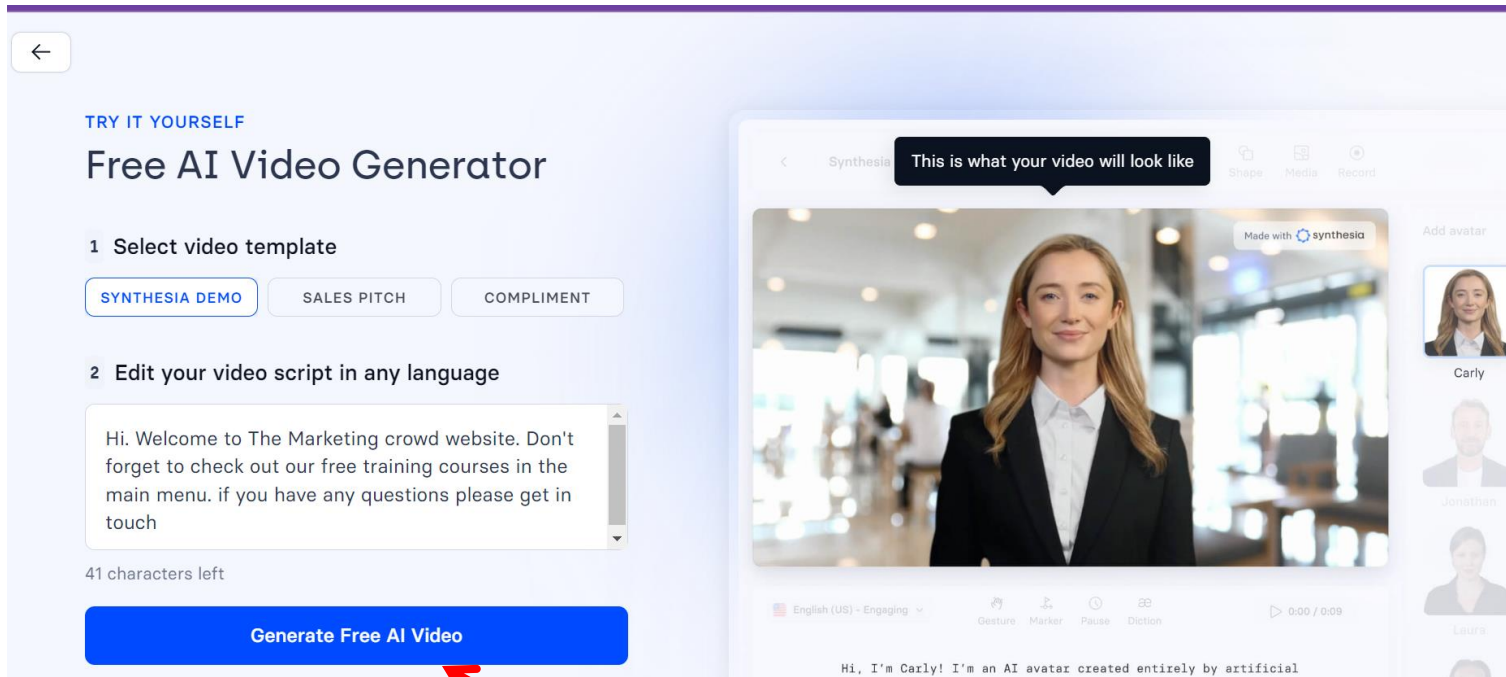 TRY IT YOURSELF
Free AI Video Generator
1 Select video template
SYNTHESIA DEMO
SALES PITCH
COMPLIMENT
2 Edit your video script in any language
Hi. Welcome to The Marketing crowd website. Don't
forget to check out our free training courses in the
main menu. if you have any questions please get in
touch
41 characters left
Generate Free AI Video
Synthesia
This is what your video will look like
Shape Media Record
Made with synthesia
Add avatar
Carly
Jonathan
Laura
English (US) - Engaging
Gesture Marker Pause Diction
0:00 / 0:09
Hi, I'm Carly! I'm an AI avatar created entirely by artificial